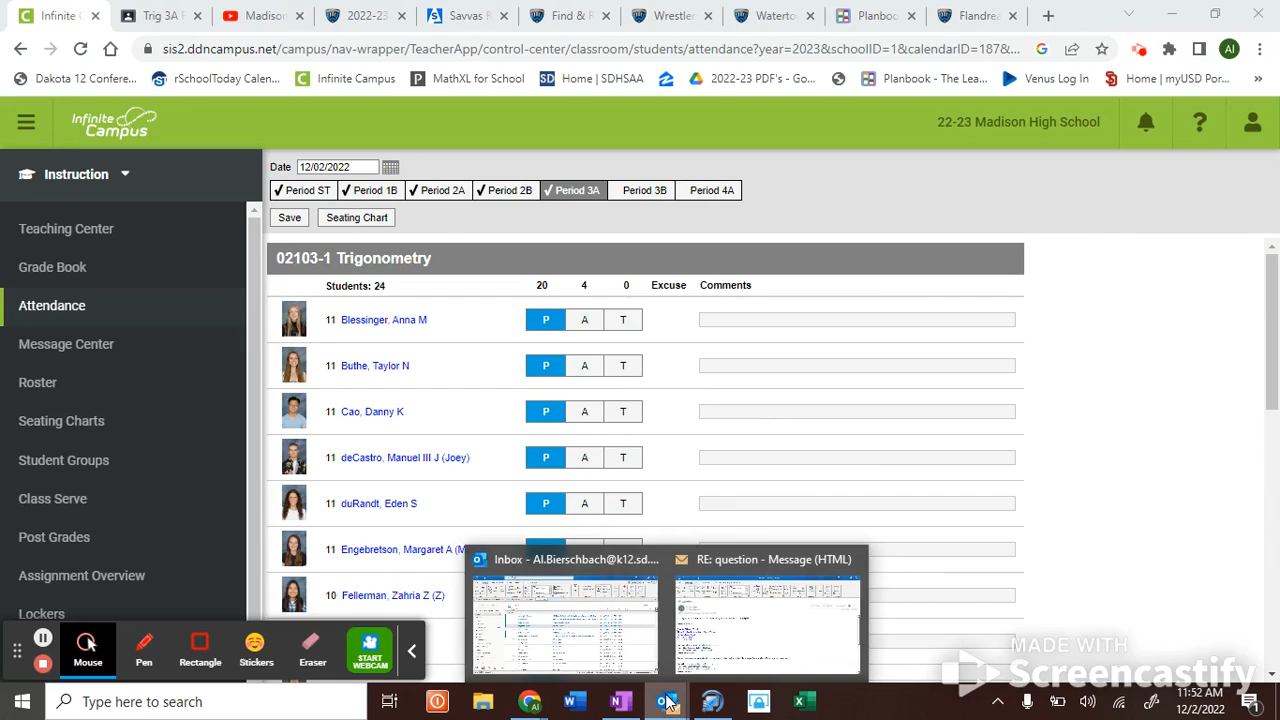 Infinite C
Trig 3A P
Madison
2022-23
Savvas R
Find & R
Wrestler
Watertow
Planbook
Flandrea
sis2.ddncampus.net/campus/nav-wrapper/TeacherApp/control-center/classroom/students/attendance?year=2023&schoolID=1&calendarID=187&...
AI
Dakota 12 Confere...
rSchoolToday Calen...
Infinite Campus
MathXL for School
Home | SDHSAA
2022-23 PDF's - Go...
Planbook - The Lea...
Venus Log In
Home | myUSD Por...
Infinite Campus
22-23 Madison High School
Instruction
Teaching Center
Grade Book
Attendance
Message Center
Roster
Seating Charts
Student Groups
Class Serve
Post Grades
Assignment Overview
Lockers
Date 12/02/2022
Period ST Period 1B Period 2A Period 2B Period 3A Period 3B Period 4A
Save Seating Chart
02103-1 Trigonometry
Students: 24 20 4 0 Excuse Comments
11 Blessinger, Anna M P A T
11 Buthe, Taylor N P A T
11 Cao, Danny K P A T
11 deCastro, Manuel III J (Joey) P A T
11 duRandt, Eden S P A T
11 Engebretson, Margaret A (M
10 Fellerman, Zahria Z (Z)
Inbox - Al.Bierschbach@k12.sd....
RE: question - Message (HTML)
Mouse Pen Rectangle Stickers Eraser START WEBCAM
MADE WITH
Screencastify
Type here to search
11:52 AM
12/2/2022
1